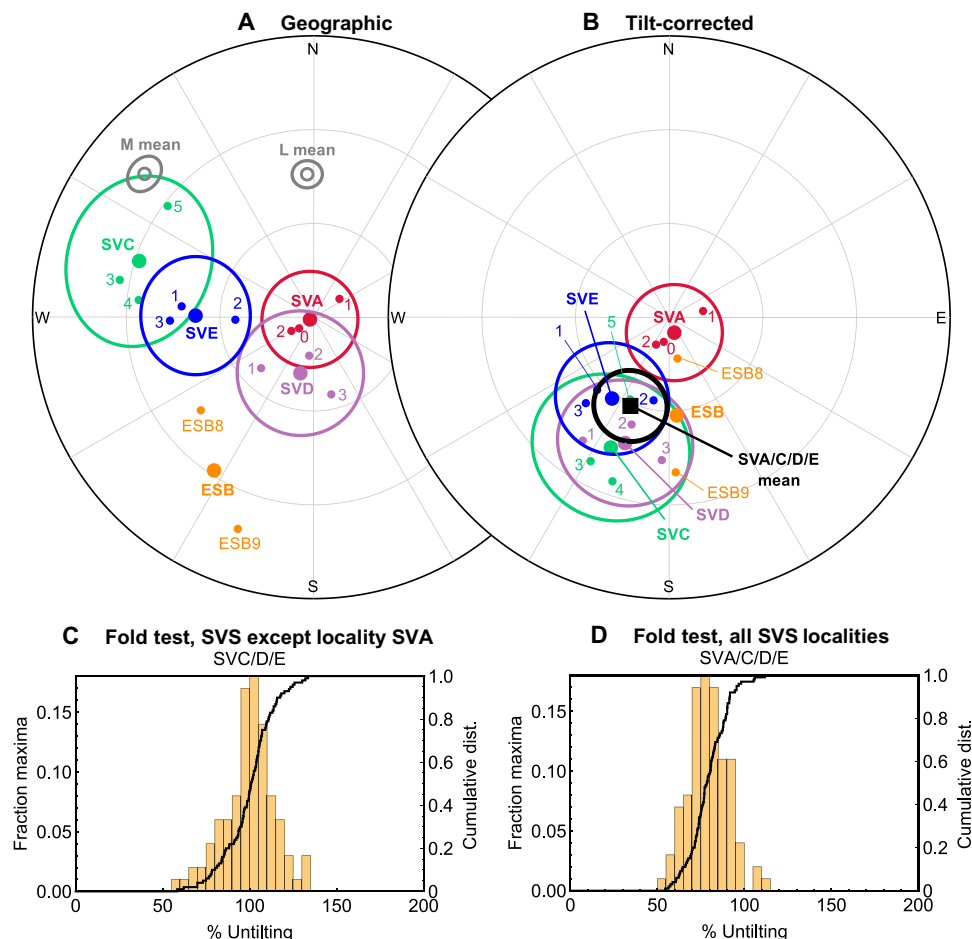 A Geographic
N
M mean
L mean
5
SVC
3
4
1
3
2
SVE
W
SVA
1
2
0
2
1
SVD
3
ESB8
ESB
ESB9
S
B Tilt-corrected
N
W
E
SVA
1
2
0
SVE
5
1
ESB8
3
2
ESB
2
1
SVA/C/D/E
mean
3
3
4
ESB9
SVD
SVC
S
C Fold test, SVS except locality SVA
SVC/D/E
Fraction maxima
0.15
0.10
0.05
0.00
0
50
100
150
200
% Untilting
1.0
0.8
0.6
0.4
0.2
0
Cumulative dist.
D Fold test, all SVS localities
SVA/C/D/E
Fraction maxima
0.15
0.10
0.05
0.00
0
50
100
150
200
% Untilting
1.0
0.8
0.6
0.4
0.2
0
Cumulative dist.